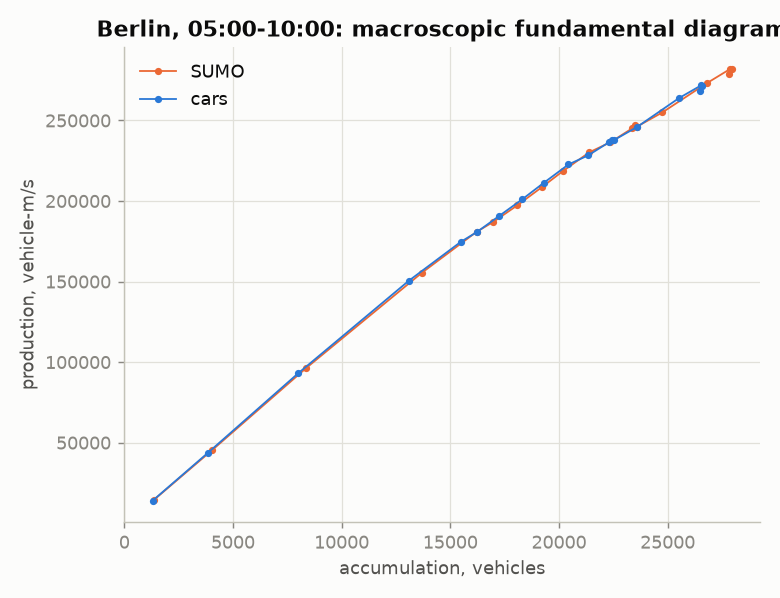 Berlin, 05:00-10:00: macroscopic fundamental diagram
SUMO
cars
production, vehicle-m/s
250000
200000
150000
100000
50000
0 5000 10000 15000 20000 25000
accumulation, vehicles